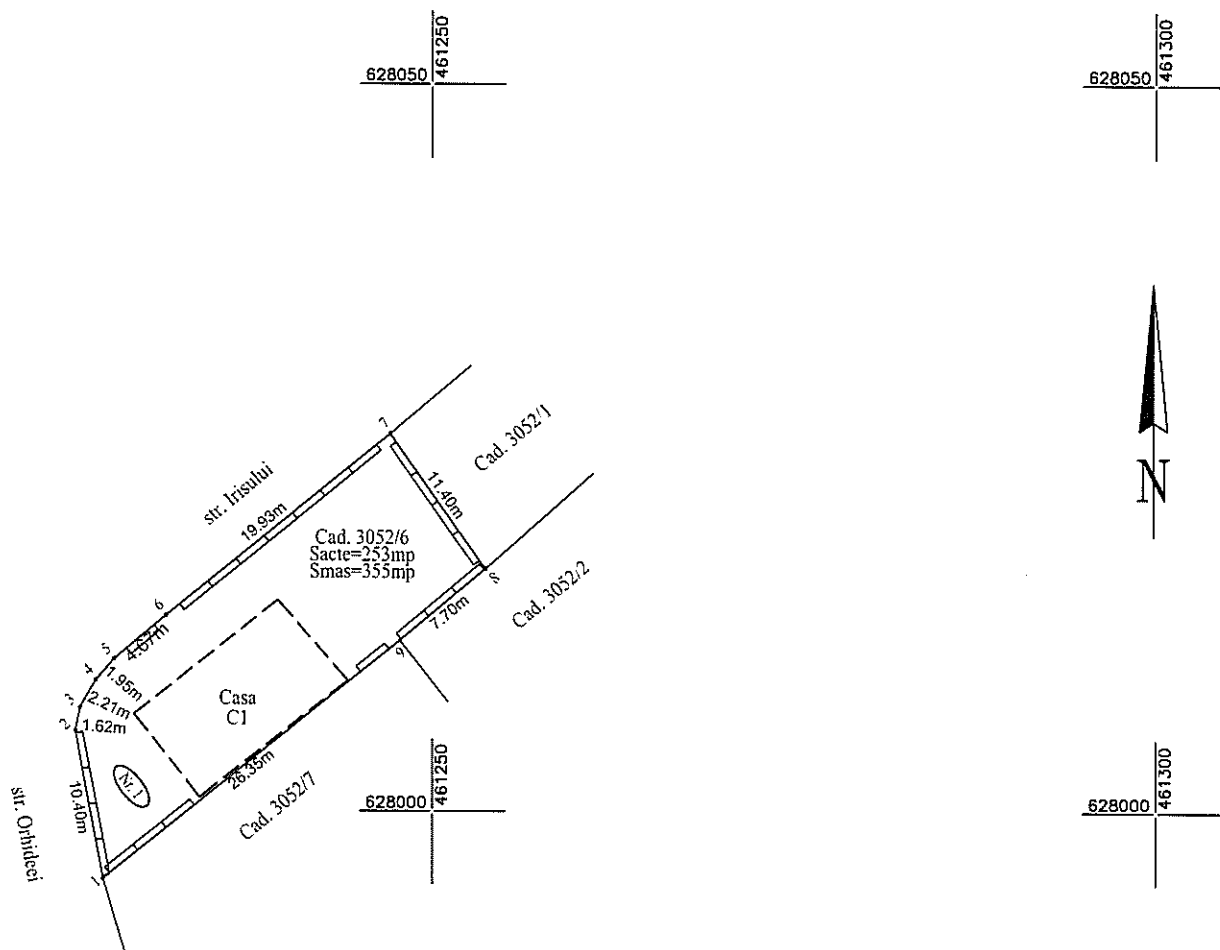 461250
628050
461300
628050
N
7
Cad. 3052/1
str. Irisului
19.93m
11.40m
Cad. 3052/6
Sacte=253mp
Smas=355mp
8
Cad. 3052/2
7.70m
6
4.67m
5
4
1.95m
9
3
2.21m
Casa
C1
2
1.62m
26.35m
Nr. 1
10.40m
Cad. 3052/7
str. Orhideei
1
461250
628000
461300
628000